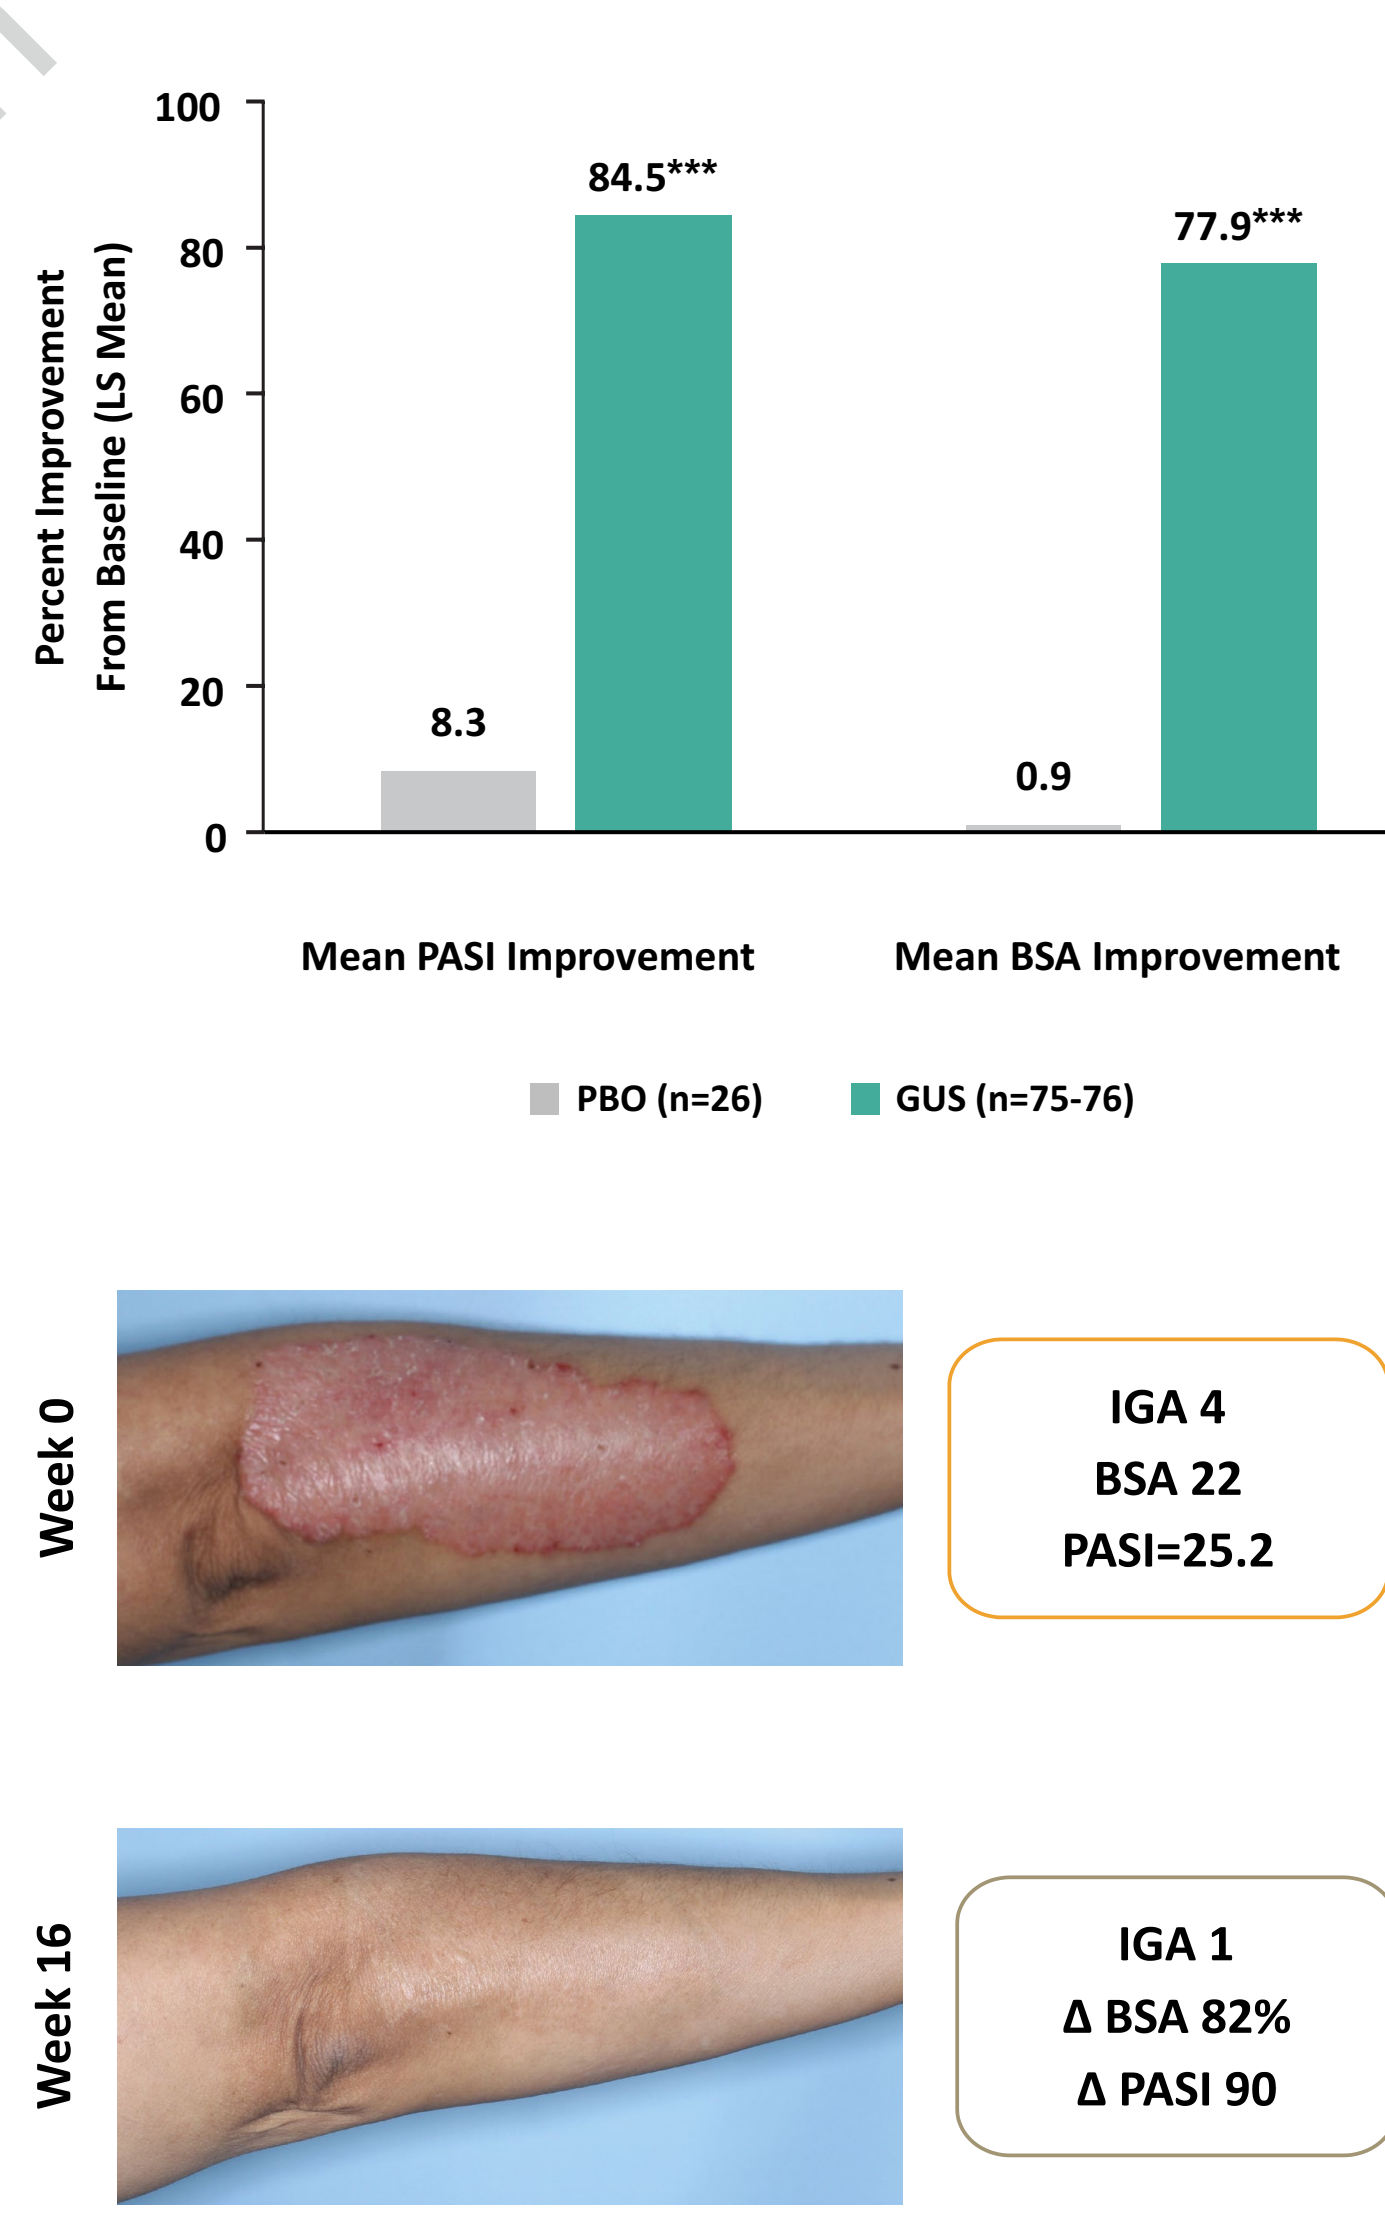 Percent Improvement
From Baseline (LS Mean)
100
80
60
40
20
0
8.3
84.5***
0.9
77.9***
Mean PASI Improvement
Mean BSA Improvement
PBO (n=26)
GUS (n=75-76)
Week 0
IGA 4
BSA 22
PASI=25.2
Week 16
IGA 1
Δ BSA 82%
Δ PASI 90